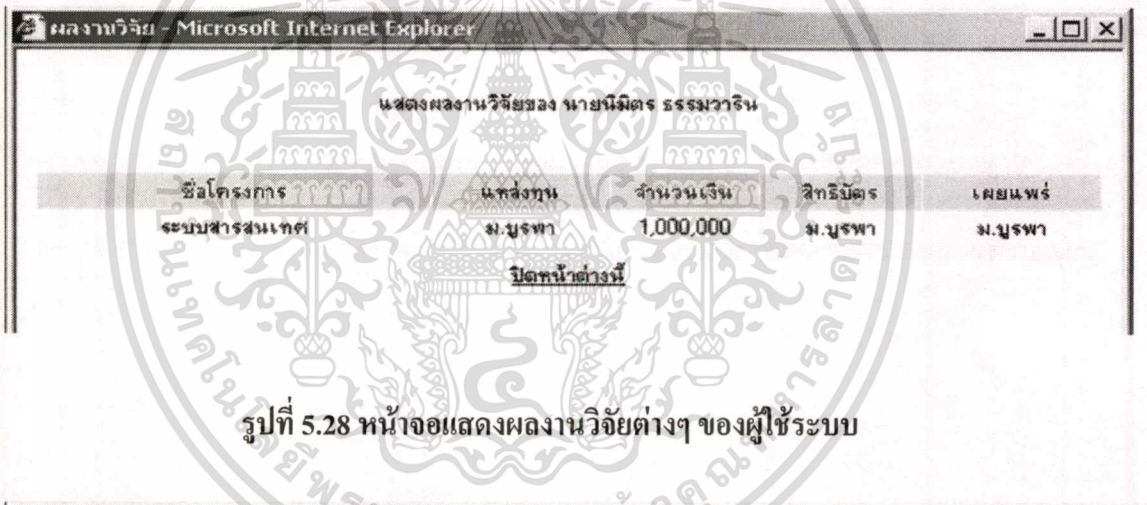 ผลงานวิจัย - Microsoft Internet Explorer
แสดงผลงานวิจัยของ นายนิมิตร ธรรมวาริน
ชื่อโครงการ แหล่งทุน จำนวนเงิน สิทธิบัตร เผยแพร่
ระบบสารสนเทศ ม.บูรพา 1,000,000 ม.บูรพา ม.บูรพา
ปิดหน้าต่างนี้
รูปที่ 5.28 หน้าจอแสดงผลงานวิจัยต่างๆ ของผู้ใช้ระบบ